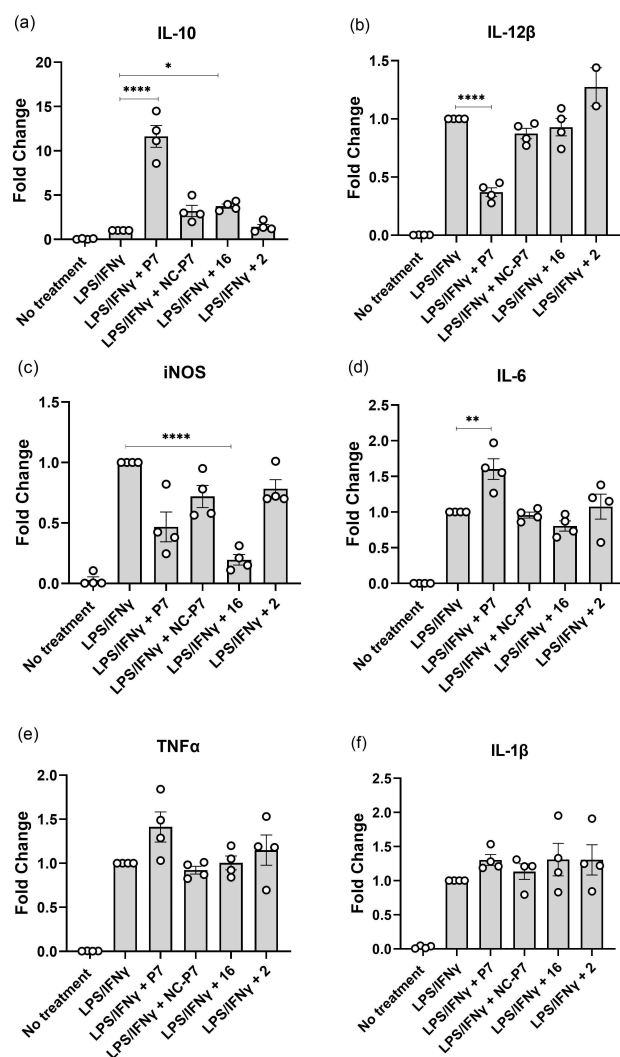 (a)
IL-10
Fold Change
20
15
10
5
0
*
****
No treatment
LPS/IFNγ
LPS/IFNγ + P7
LPS/IFNγ + NC-P7
LPS/IFNγ + 16
LPS/IFNγ + 2
(b)
IL-12β
Fold Change
1.5
1.0
0.5
0.0
****
No treatment
LPS/IFNγ
LPS/IFNγ + P7
LPS/IFNγ + NC-P7
LPS/IFNγ + 16
LPS/IFNγ + 2
(c)
iNOS
Fold Change
1.5
1.0
0.5
0.0
****
No treatment
LPS/IFNγ
LPS/IFNγ + P7
LPS/IFNγ + NC-P7
LPS/IFNγ + 16
LPS/IFNγ + 2
(d)
IL-6
Fold Change
2.5
2.0
1.5
1.0
0.5
0.0
**
No treatment
LPS/IFNγ
LPS/IFNγ + P7
LPS/IFNγ + NC-P7
LPS/IFNγ + 16
LPS/IFNγ + 2
(e)
TNFα
Fold Change
2.0
1.5
1.0
0.5
0.0
No treatment
LPS/IFNγ
LPS/IFNγ + P7
LPS/IFNγ + NC-P7
LPS/IFNγ + 16
LPS/IFNγ + 2
(f)
IL-1β
Fold Change
2.5
2.0
1.5
1.0
0.5
0.0
No treatment
LPS/IFNγ
LPS/IFNγ + P7
LPS/IFNγ + NC-P7
LPS/IFNγ + 16
LPS/IFNγ + 2